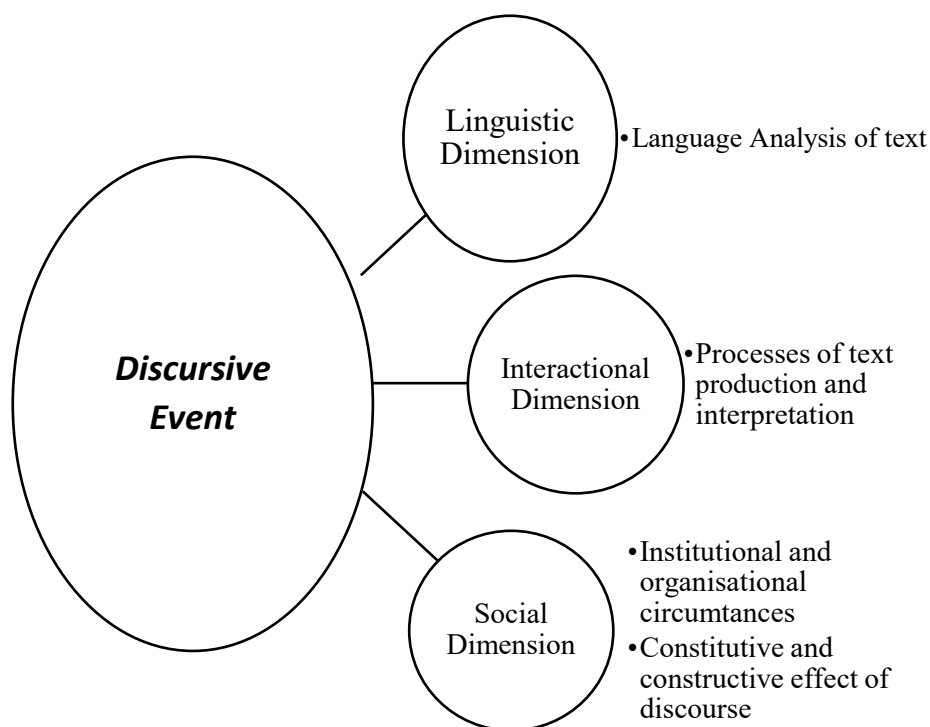 Discursive
Event
Linguistic
Dimension
•Language Analysis of text
Interactional
Dimension
•Processes of text
production and
interpretation
Social
Dimension
•Institutional and
organisational
circumtances
•Constitutive and
constructive effect of
discourse